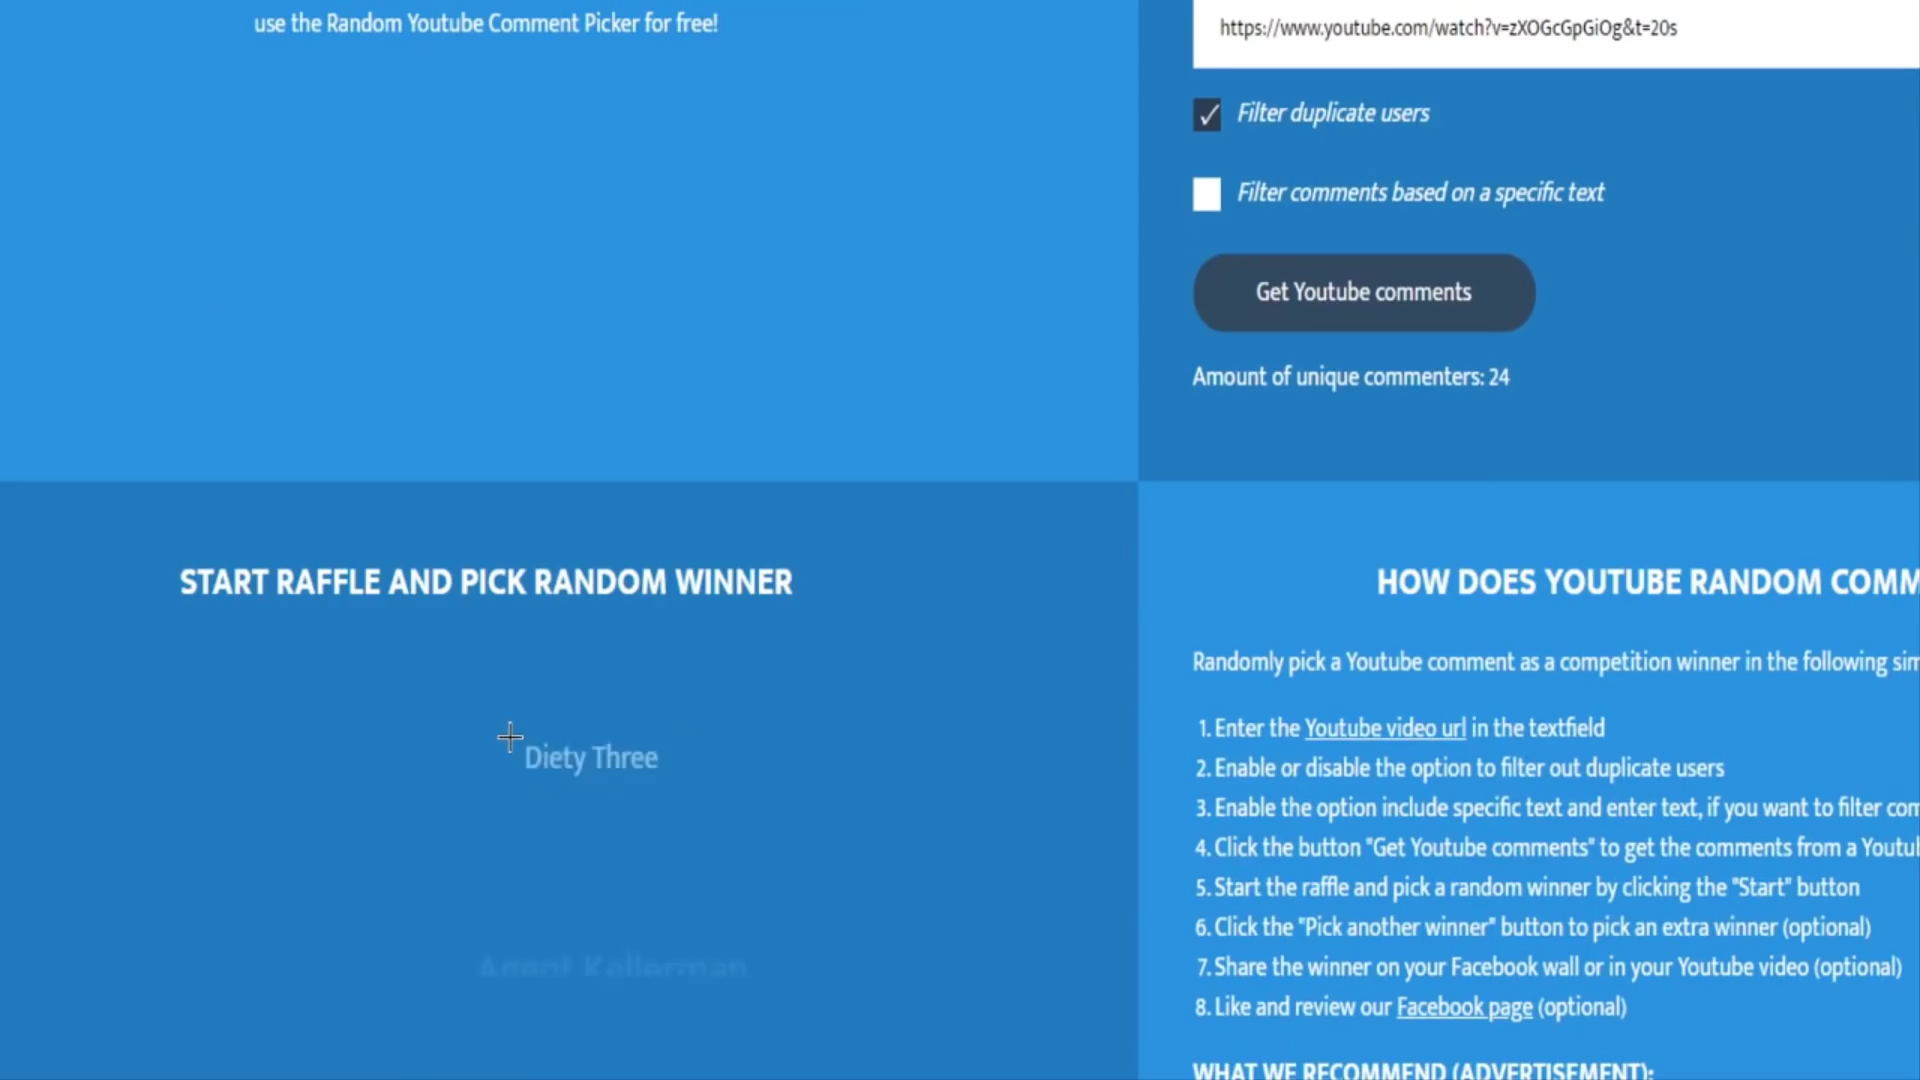 use the Random Youtube Comment Picker for free!
https://www.youtube.com/watch?v=zXOGcGpGiOg&t=20s
Filter duplicate users
Filter comments based on a specific text
Get Youtube comments
Amount of unique commenters: 24
START RAFFLE AND PICK RANDOM WINNER
Diety Three
Agent Kellerman
HOW DOES YOUTUBE RANDOM COMM
Randomly pick a Youtube comment as a competition winner in the following sim
1. Enter the Youtube video url in the textfield
2. Enable or disable the option to filter out duplicate users
3. Enable the option include specific text and enter text, if you want to filter com
4. Click the button "Get Youtube comments" to get the comments from a Youtub
5. Start the raffle and pick a random winner by clicking the "Start" button
6. Click the "Pick another winner" button to pick an extra winner (optional)
7. Share the winner on your Facebook wall or in your Youtube video (optional)
8. Like and review our Facebook page (optional)
WHAT WE RECOMMEND (ADVERTISEMENT):